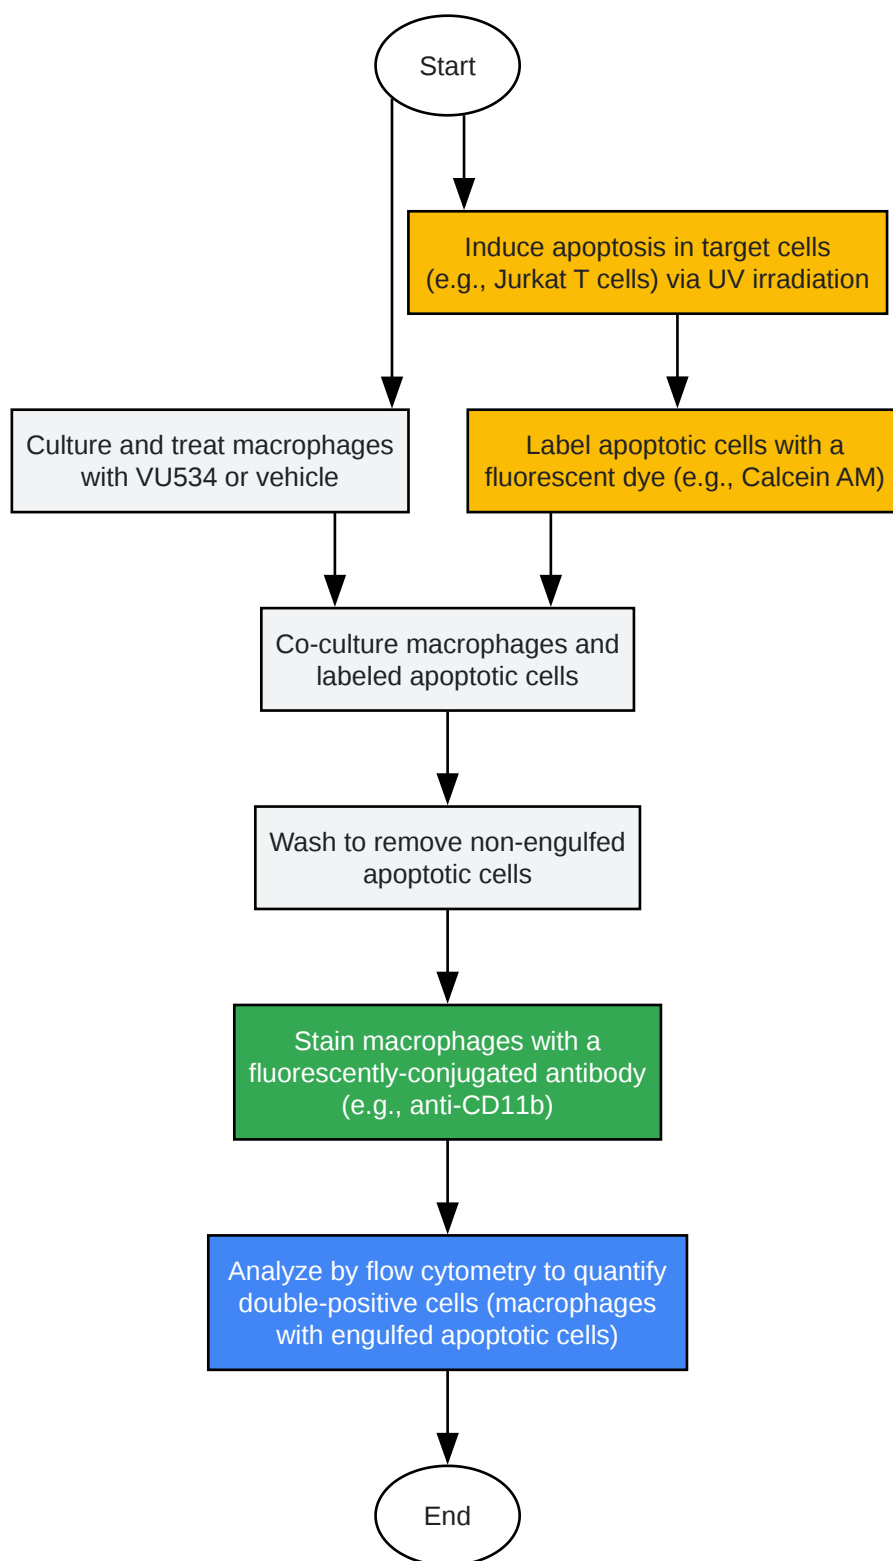 Start
Induce apoptosis in target cells
(e.g., Jurkat T cells) via UV irradiation
Culture and treat macrophages
with VU534 or vehicle
Label apoptotic cells with a
fluorescent dye (e.g., Calcein AM)
Co-culture macrophages and
labeled apoptotic cells
Wash to remove non-engulfed
apoptotic cells
Stain macrophages with a
fluorescently-conjugated antibody
(e.g., anti-CD11b)
Analyze by flow cytometry to quantify
double-positive cells (macrophages
with engulfed apoptotic cells)
End